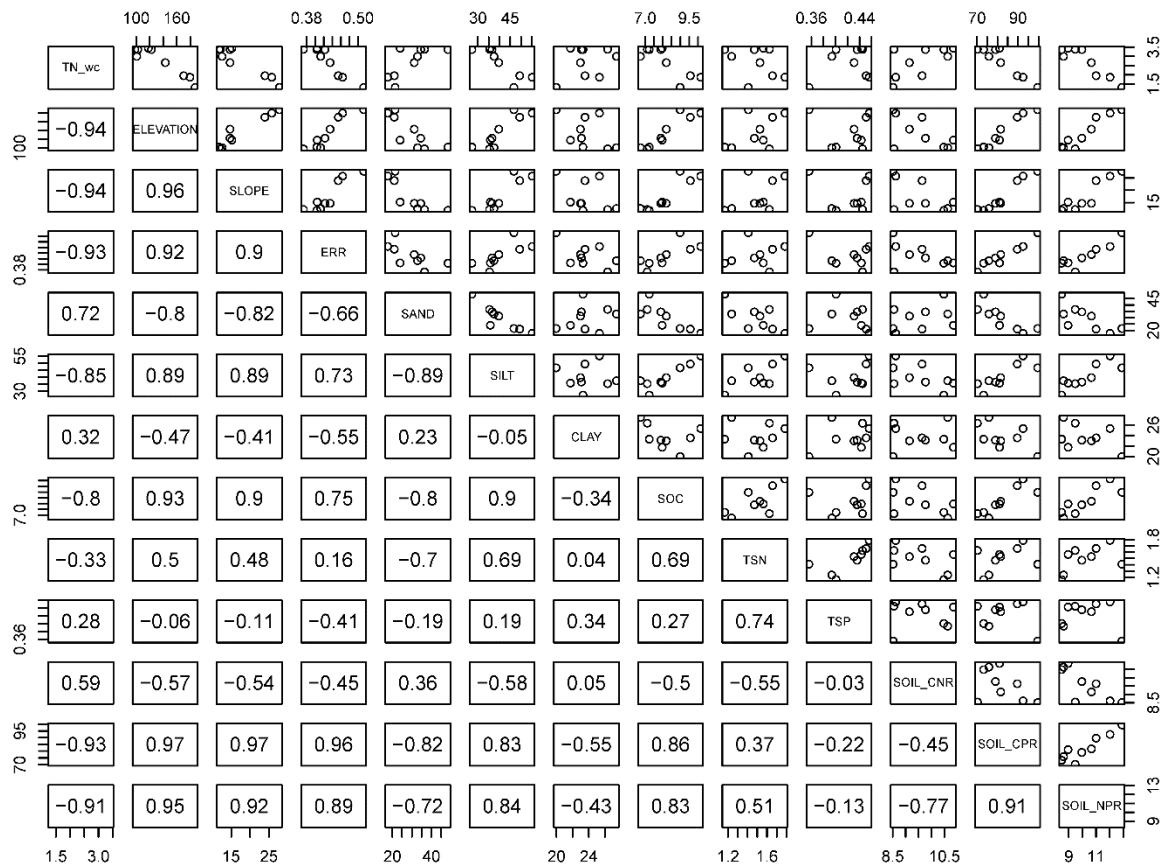 100 160 0.38 0.50 30 45 7.0 9.5 0.36 0.44 70 90
TN_wc 1.5 3.5
100 −0.94 ELEVATION
−0.94 0.96 SLOPE 15
0.38 −0.93 0.92 0.9 ERR
0.72 −0.8 −0.82 −0.66 SAND 20 45
30 55 −0.85 0.89 0.89 0.73 −0.89 SILT
0.32 −0.47 −0.41 −0.55 0.23 −0.05 CLAY 20 26
7.0 −0.8 0.93 0.9 0.75 −0.8 0.9 −0.34 SOC
−0.33 0.5 0.48 0.16 −0.7 0.69 0.04 0.69 TSN 1.2 1.8
0.36 0.28 −0.06 −0.11 −0.41 −0.19 0.19 0.34 0.27 0.74 TSP
0.59 −0.57 −0.54 −0.45 0.36 −0.58 0.05 −0.5 −0.55 −0.03 SOIL_CNR 8.5
70 95 −0.93 0.97 0.97 0.96 −0.82 0.83 −0.55 0.86 0.37 −0.22 −0.45 SOIL_CPR
−0.91 0.95 0.92 0.89 −0.72 0.84 −0.43 0.83 0.51 −0.13 −0.77 0.91 SOIL_NPR 9 13
1.5 3.0 15 25 20 40 20 24 1.2 1.6 8.5 10.5 9 11